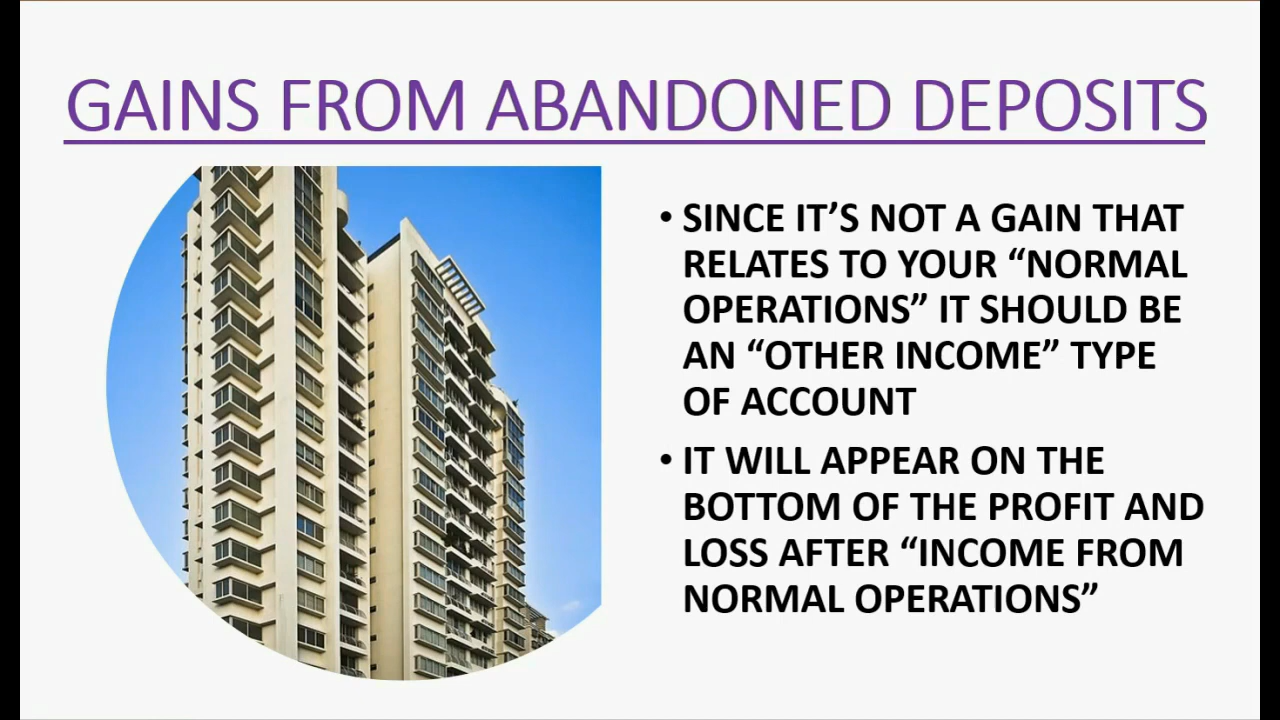 GAINS FROM ABANDONED DEPOSITS
• SINCE IT’S NOT A GAIN THAT
RELATES TO YOUR “NORMAL
OPERATIONS” IT SHOULD BE
AN “OTHER INCOME” TYPE
OF ACCOUNT
• IT WILL APPEAR ON THE
BOTTOM OF THE PROFIT AND
LOSS AFTER “INCOME FROM
NORMAL OPERATIONS”